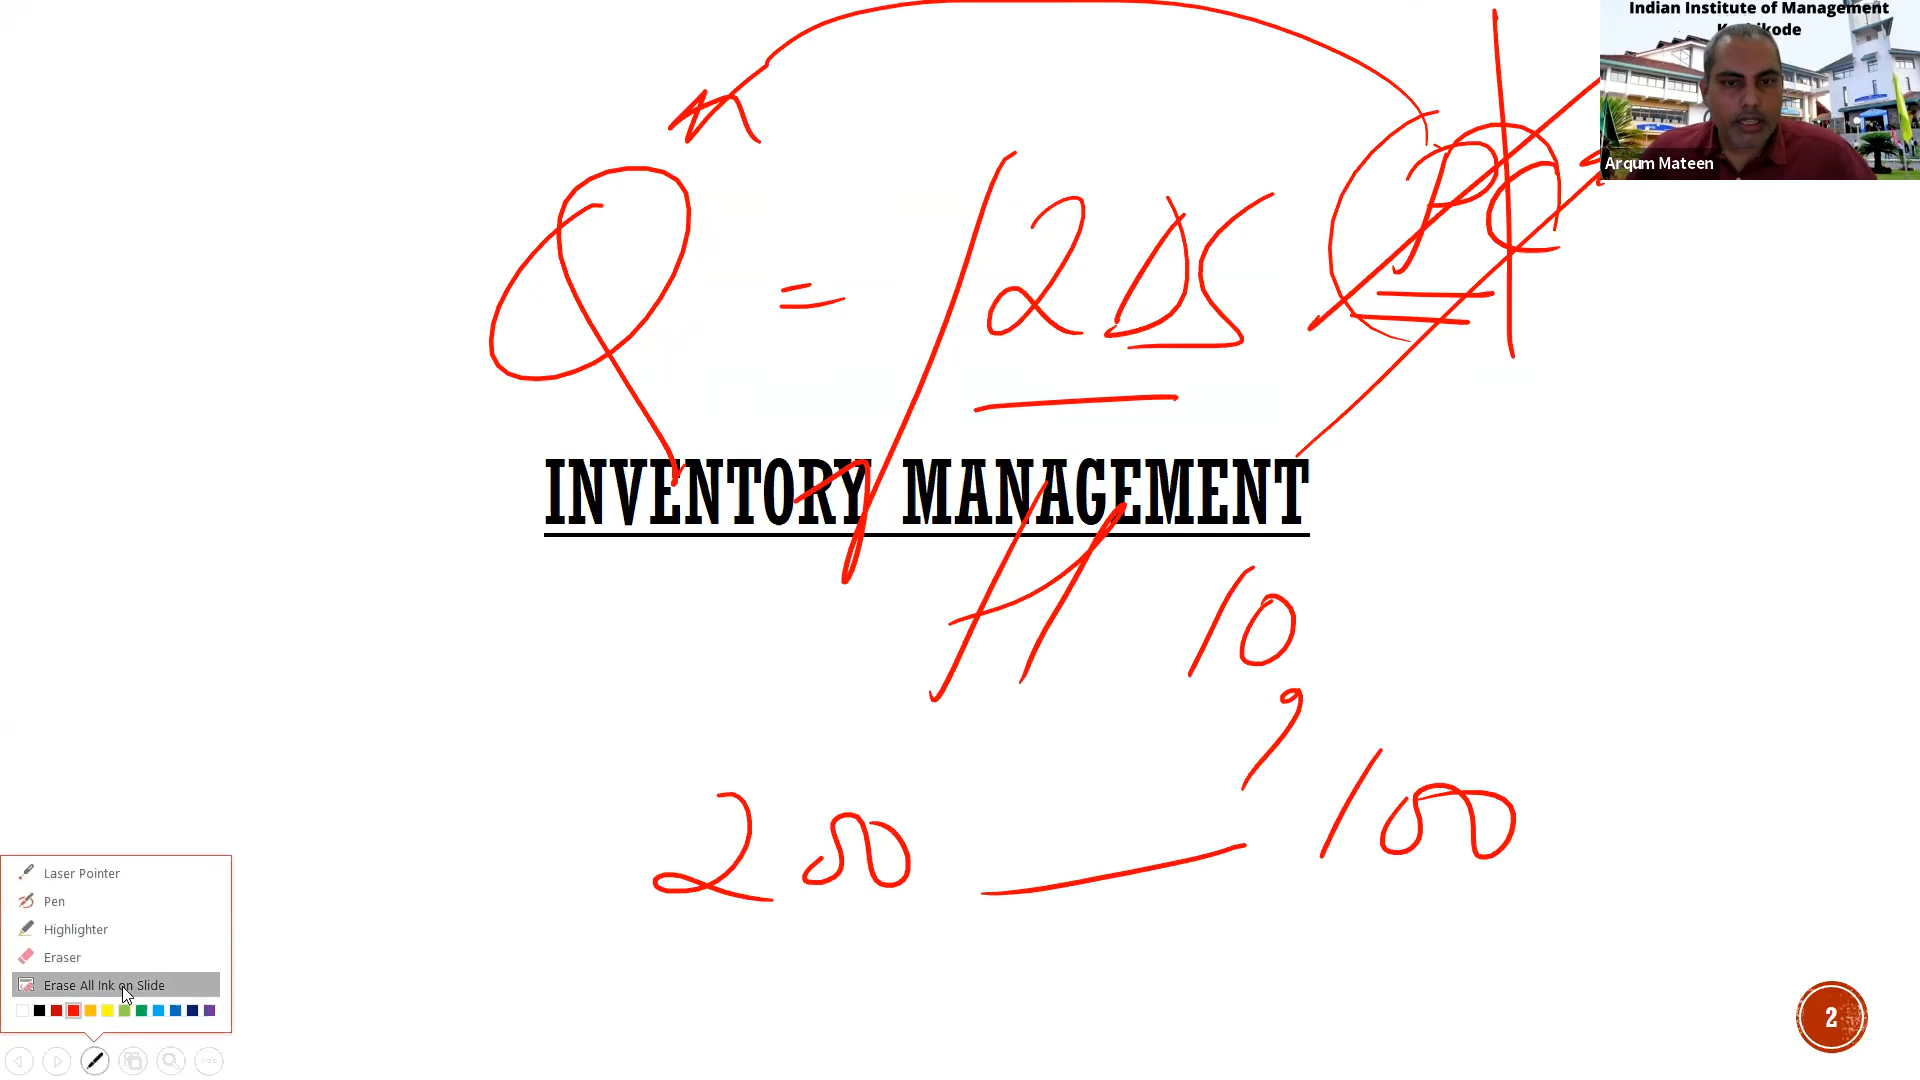 Indian Institute of Management
Arqum Mateen
Q = √ 2DS
H
PC
INVENTORY MANAGEMENT
10
,
200 — 100
Laser Pointer
Pen
Highlighter
Eraser
Erase All Ink on Slide
2